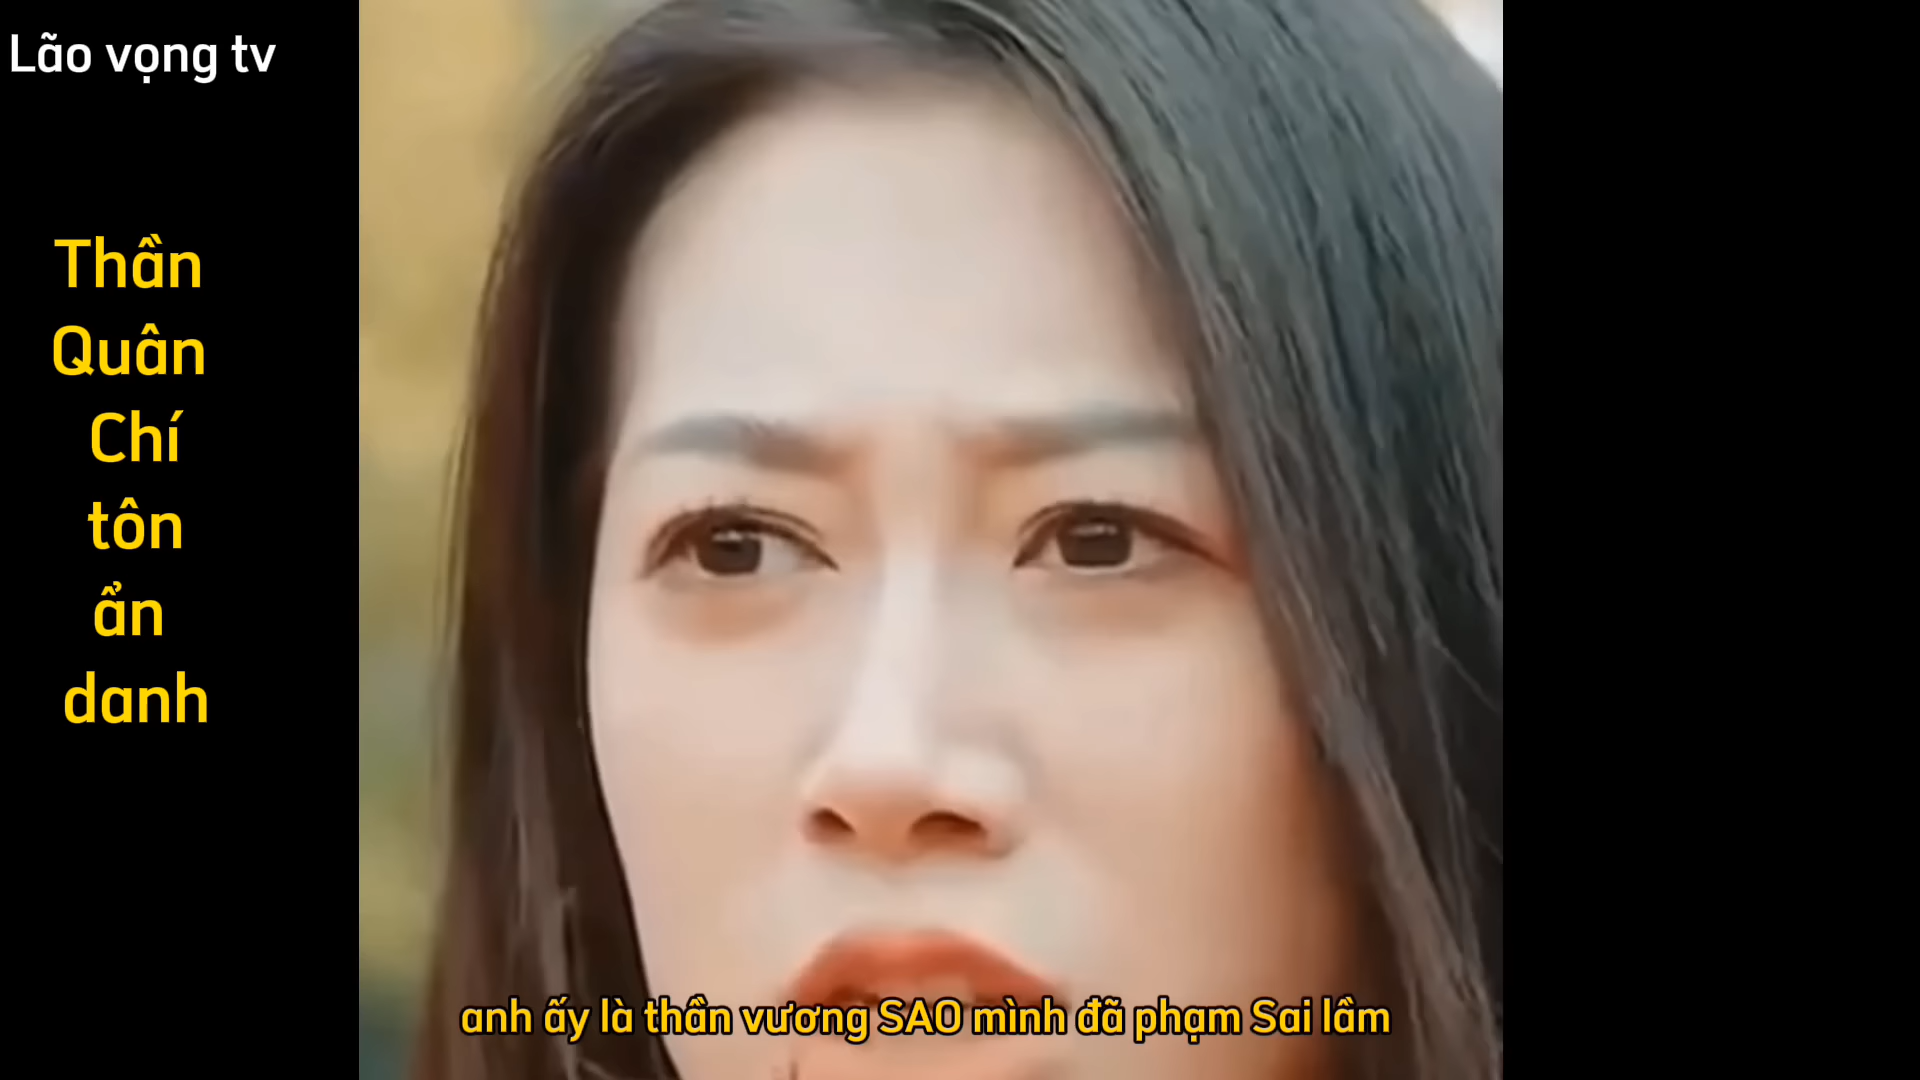 Lão vọng tv
Thần
Quân
Chí
tôn
ẩn
danh
anh ấy là thần vương SAO mình đã phạm Sai lầm